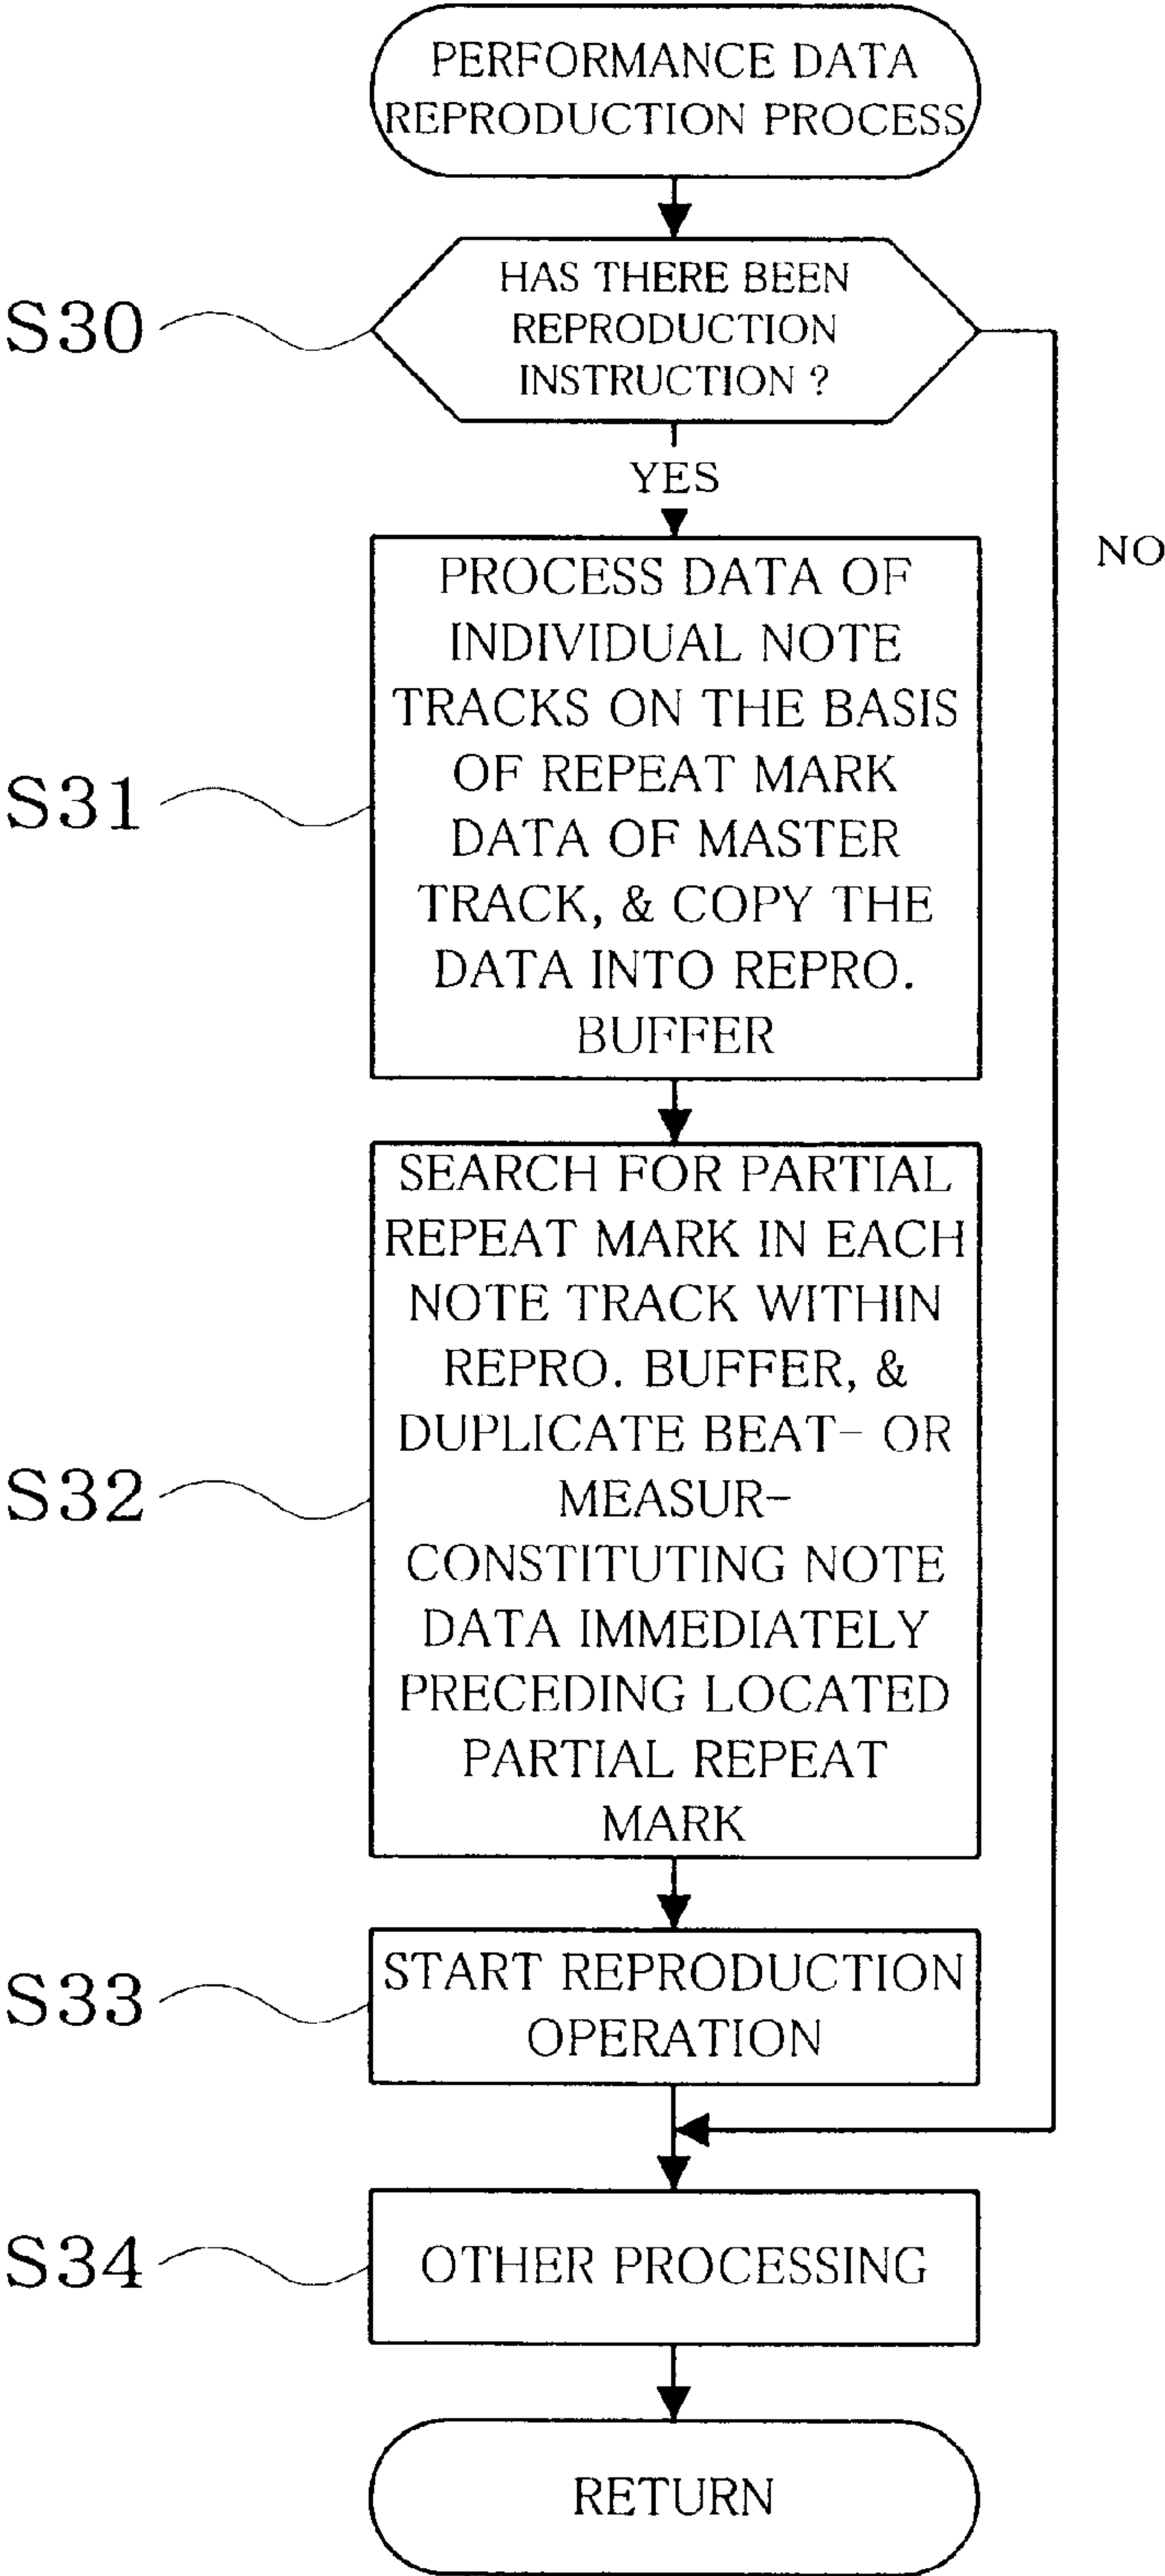 PERFORMANCE DATA
REPRODUCTION PROCESS
HAS THERE BEEN
REPRODUCTION
INSTRUCTION ?
S30
YES
NO
PROCESS DATA OF
INDIVIDUAL NOTE
TRACKS ON THE BASIS
OF REPEAT MARK
DATA OF MASTER
TRACK, & COPY THE
DATA INTO REPRO.
BUFFER
S31
SEARCH FOR PARTIAL
REPEAT MARK IN EACH
NOTE TRACK WITHIN
REPRO. BUFFER, &
DUPLICATE BEAT- OR
MEASUR-
CONSTITUTING NOTE
DATA IMMEDIATELY
PRECEDING LOCATED
PARTIAL REPEAT
MARK
S32
START REPRODUCTION
OPERATION
S33
OTHER PROCESSING
S34
RETURN